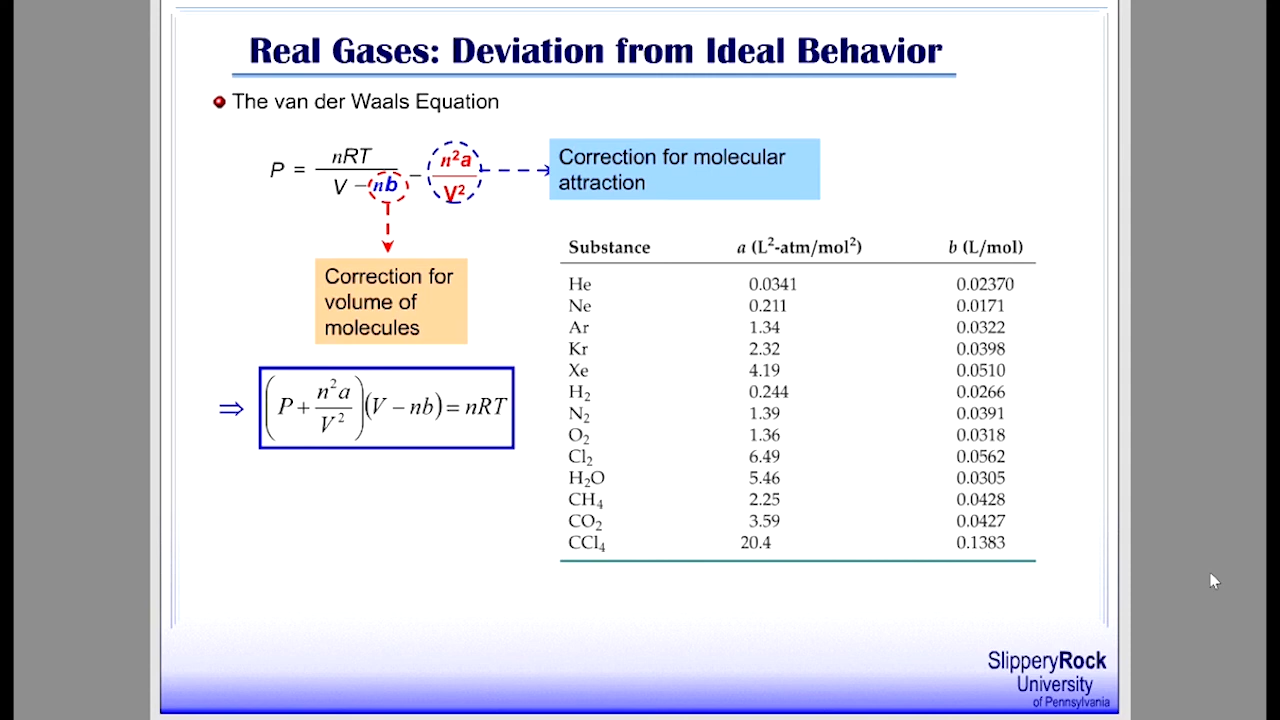 Real Gases: Deviation from Ideal Behavior
The van der Waals Equation
P = nRT / (V – nb) – n²a / V²
Correction for molecular
attraction
Correction for
volume of
molecules
⇒ (P + n²a / V²)(V – nb) = nRT
Substance a (L²-atm/mol²) b (L/mol)
He 0.0341 0.02370
Ne 0.211 0.0171
Ar 1.34 0.0322
Kr 2.32 0.0398
Xe 4.19 0.0510
H₂ 0.244 0.0266
N₂ 1.39 0.0391
O₂ 1.36 0.0318
Cl₂ 6.49 0.0562
H₂O 5.46 0.0305
CH₄ 2.25 0.0428
CO₂ 3.59 0.0427
CCl₄ 20.4 0.1383
SlipperyRock
University
of Pennsylvania